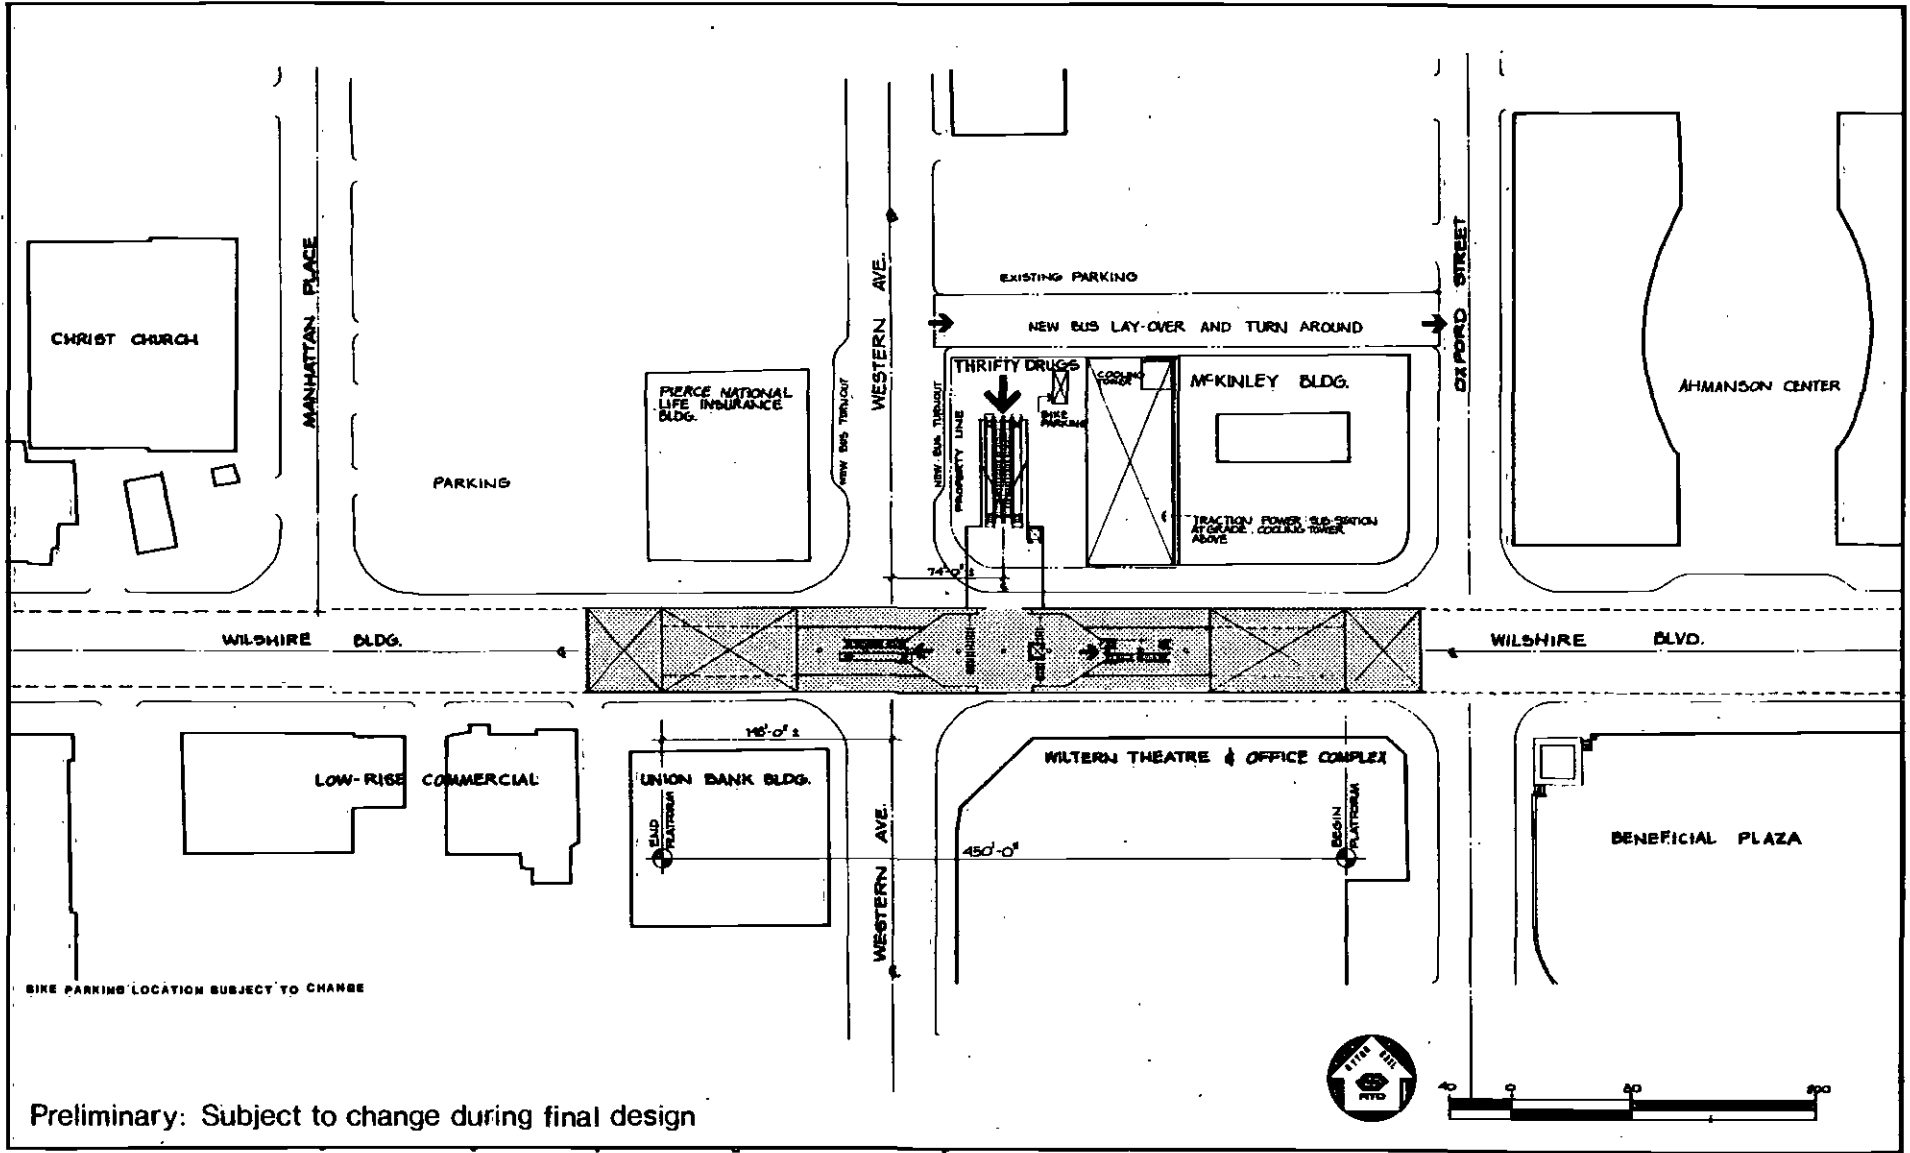 EXISTING PARKING
NEW BUS LAY-OVER AND TURN AROUND
MANHATTAN PLACE
WESTERN AVE.
OXFORD STREET
CHRIST CHURCH
THRIFTY DRUGS
COOLING
TOWER
MCKINLEY BLDG.
AHMANSON CENTER
PIERCE NATIONAL
LIFE INSURANCE
BLDG.
NEW BUS TURNOUT
NEW BUS TURNOUT
PROPERTY LINE
BIKE
PARKING
PARKING
TRACTION POWER SUB-STATION
AT GRADE. COOLING TOWER
ABOVE
74'-0" ±
WILSHIRE BLDG.
WILSHIRE BLVD.
UNION BANK BLDG.
WILTERN THEATRE & OFFICE COMPLEX
LOW-RISE COMMERCIAL
END
PLATFORM
BEGIN
PLATFORM
450'-0"
WESTERN AVE.
BENEFICIAL PLAZA
BIKE PARKING LOCATION SUBJECT TO CHANGE
METRO RAIL
RTD
40 0 80
Preliminary: Subject to change during final design